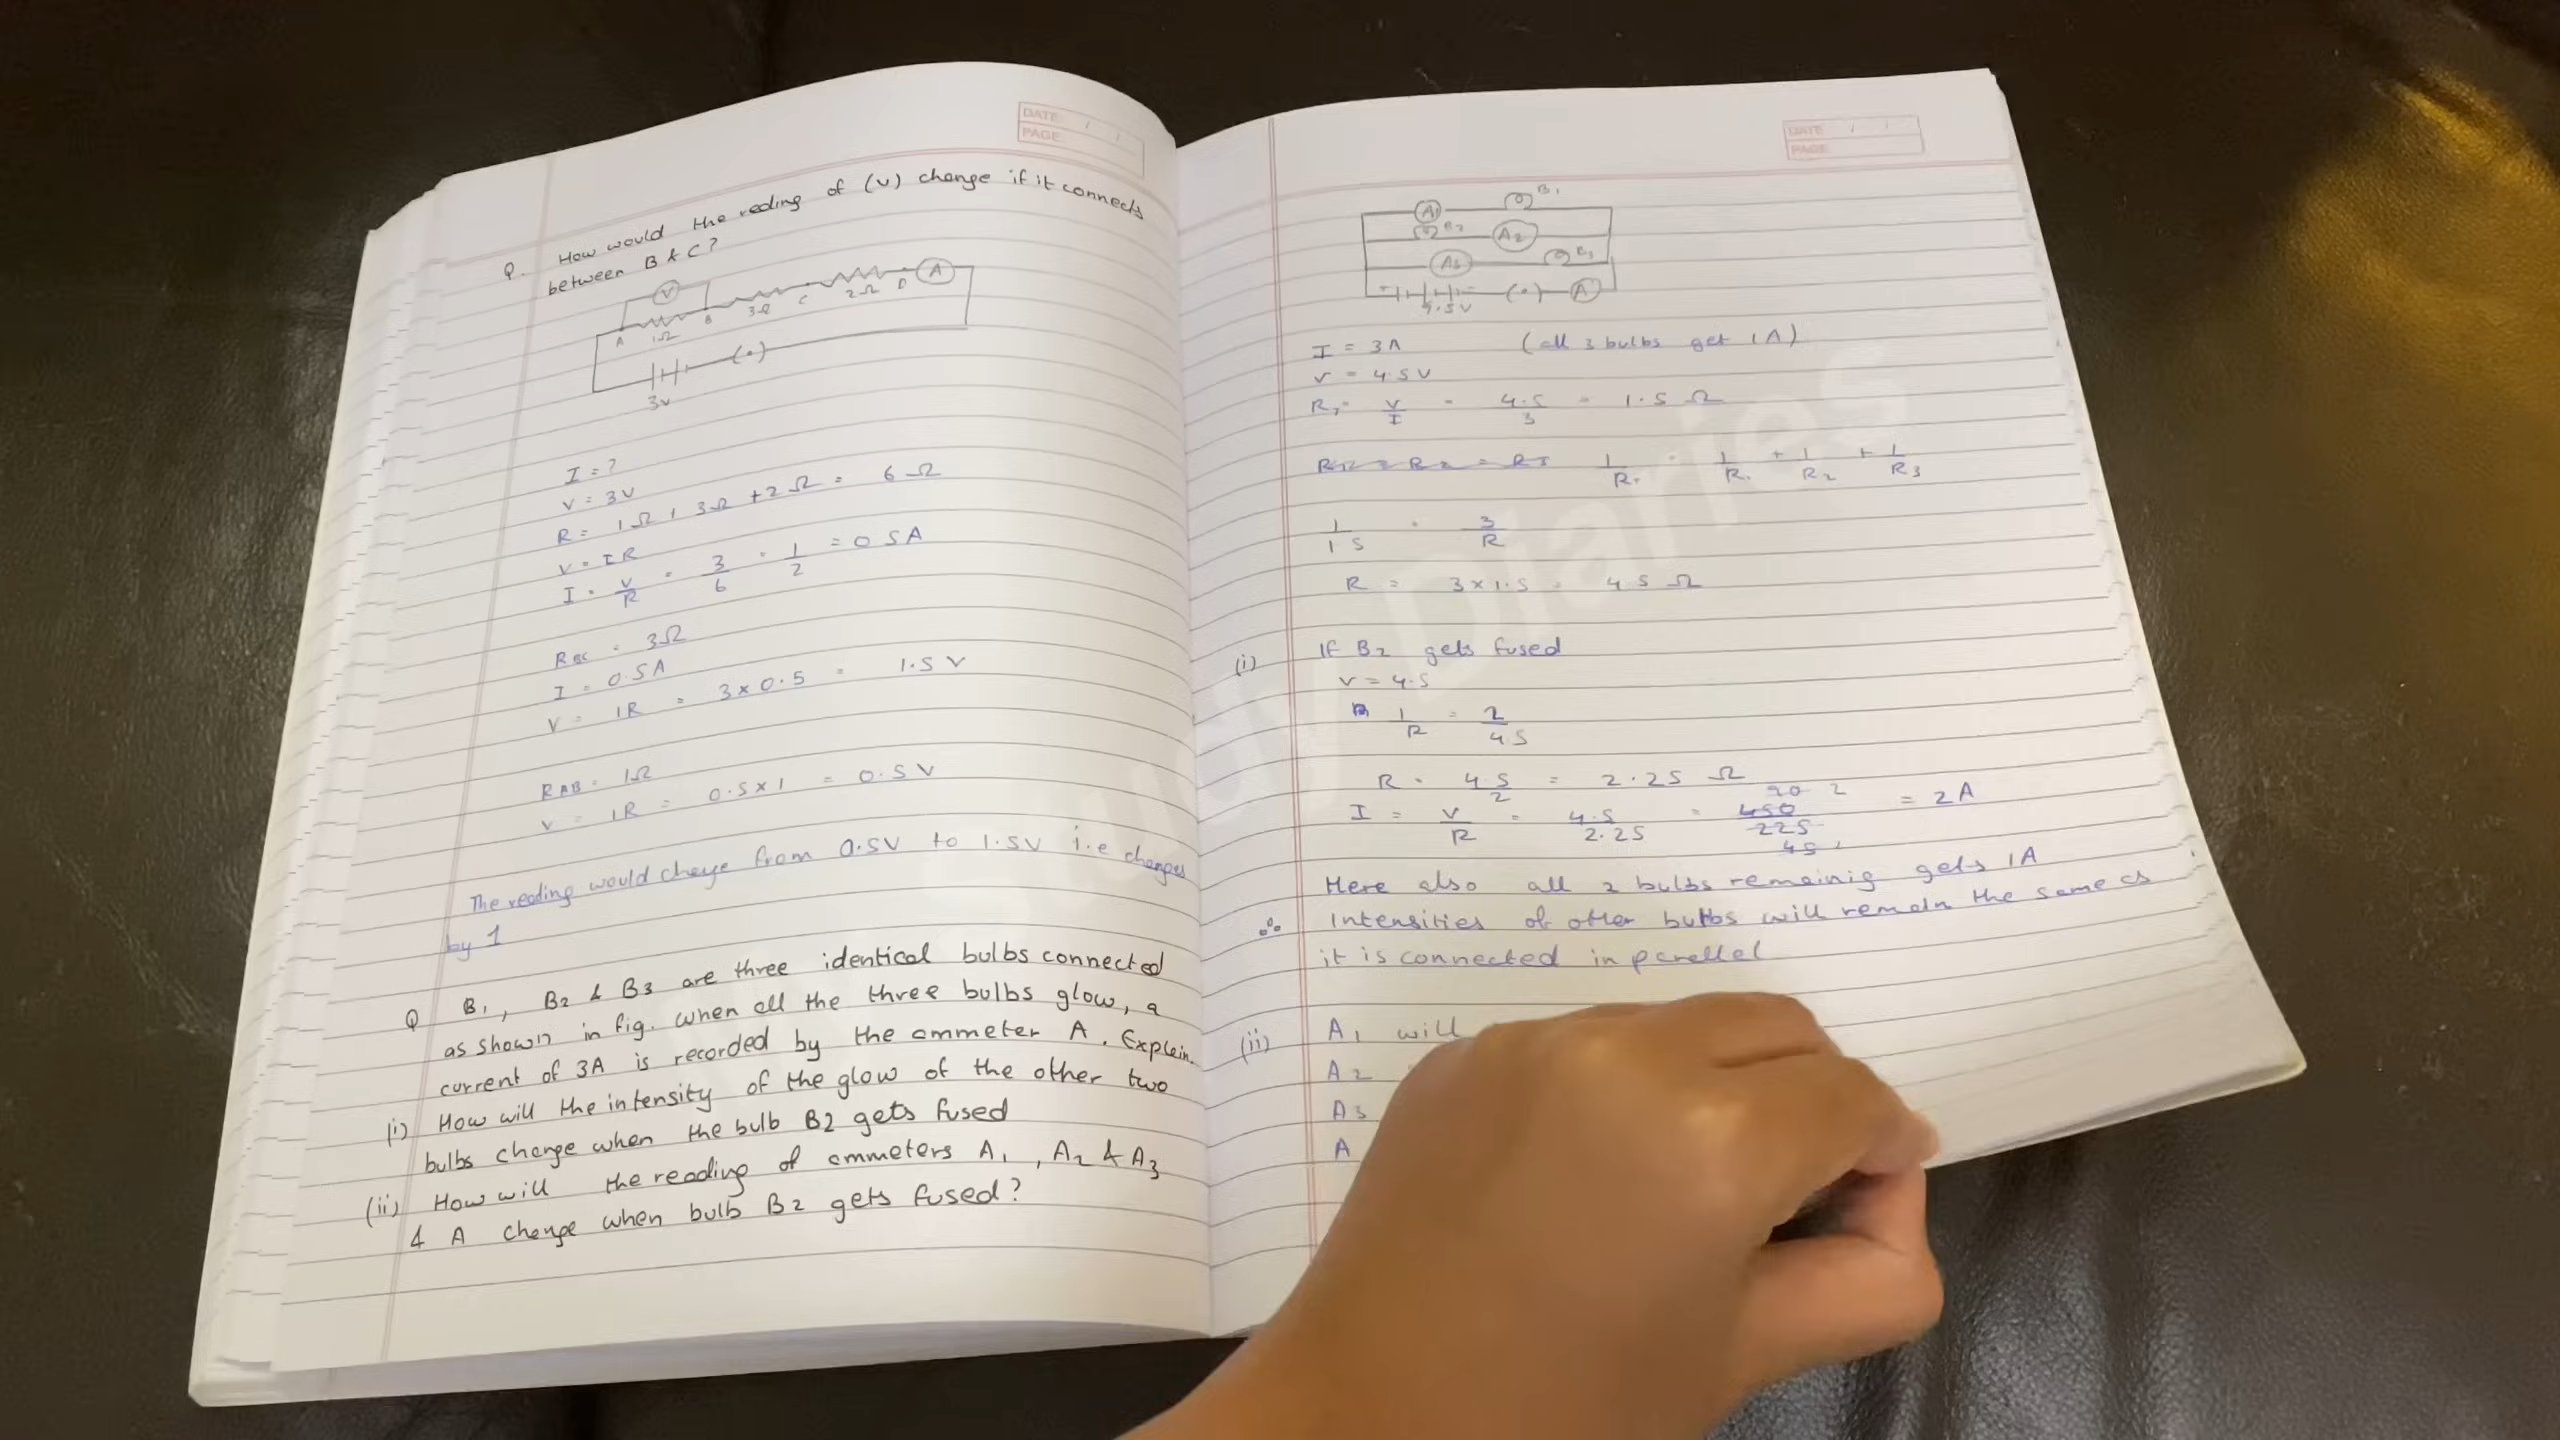 DATE / /
PAGE
Q. How would the reding of (V) change if it connects
between B & C?
V
A 1Ω B 3Ω C 2Ω D A
3V
I = ?
V = 3V
R = 1Ω + 3Ω + 2Ω = 6Ω
V = IR
I = V/R = 3/6 = 1/2 = 0.5A
RBC = 3Ω
I = 0.5A
V = IR = 3 x 0.5 = 1.5 V
RAB = 1Ω
V = IR = 0.5 x 1 = 0.5 V
The reading would change from 0.5V to 1.5V i.e changes
by 1
Q B1, B2 & B3 are three identical bulbs connected
as shown in fig. when all the three bulbs glow, a
current of 3A is recorded by the ammeter A. Explain
(i) How will the intensity of the glow of the other two
bulbs change when the bulb B2 gets fused
(ii) How will the reading of ammeters A1, A2 & A3
& A change when bulb B2 gets fused?
DATE / /
PAGE
A1 B1
B2 A2
A3 B3
4.5V A
I = 3A (all 3 bulbs get 1A)
V = 4.5V
RT = V/I = 4.5/3 = 1.5 Ω
1/RT = 1/R1 + 1/R2 + 1/R3
1/1.5 = 3/R
R = 3 x 1.5 = 4.5 Ω
(i) If B2 gets fused
V = 4.5
1/R = 2/4.5
R = 4.5/2 = 2.25 Ω
I = V/R = 4.5/2.25 = 450/225 = 2A
Here also all 2 bulbs remainig gets 1A
∴ Intensities of other bulbs will remain the same as
it is connected in parallel
(ii) A1 will
A2
A3
A
Diaries